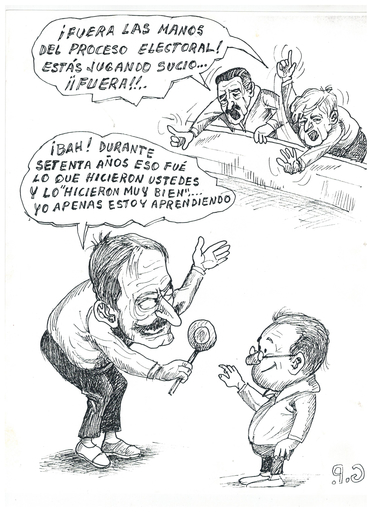 ¡FUERA LAS MANOS
DEL PROCESO ELECTORAL!
ESTÁS JUGANDO SUCIO...
¡¡FUERA!!..
¡BAH! DURANTE
SETENTA AÑOS ESO FUÉ
LO QUE HICIERON USTEDES
Y LO "HICIERON MUY BIEN"....
YO APENAS ESTOY APRENDIENDO
G.P.